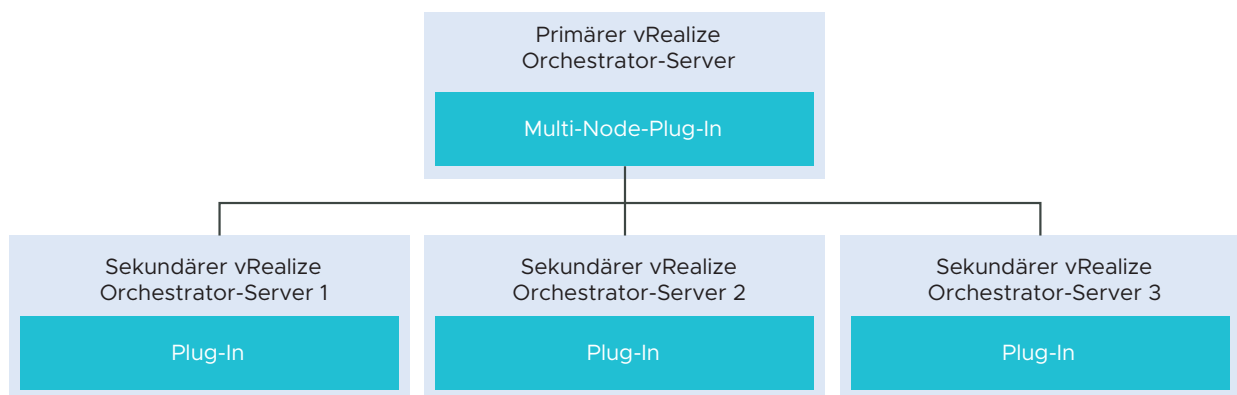 Primärer vRealize
Orchestrator-Server
Multi-Node-Plug-In
Sekundärer vRealize
Orchestrator-Server 1
Plug-In
Sekundärer vRealize
Orchestrator-Server 2
Plug-In
Sekundärer vRealize
Orchestrator-Server 3
Plug-In